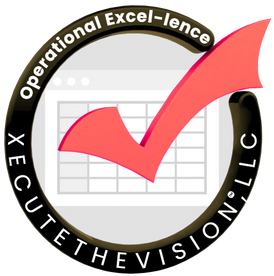 Operational Excel-lence
XECUTETHEVISION, LLC